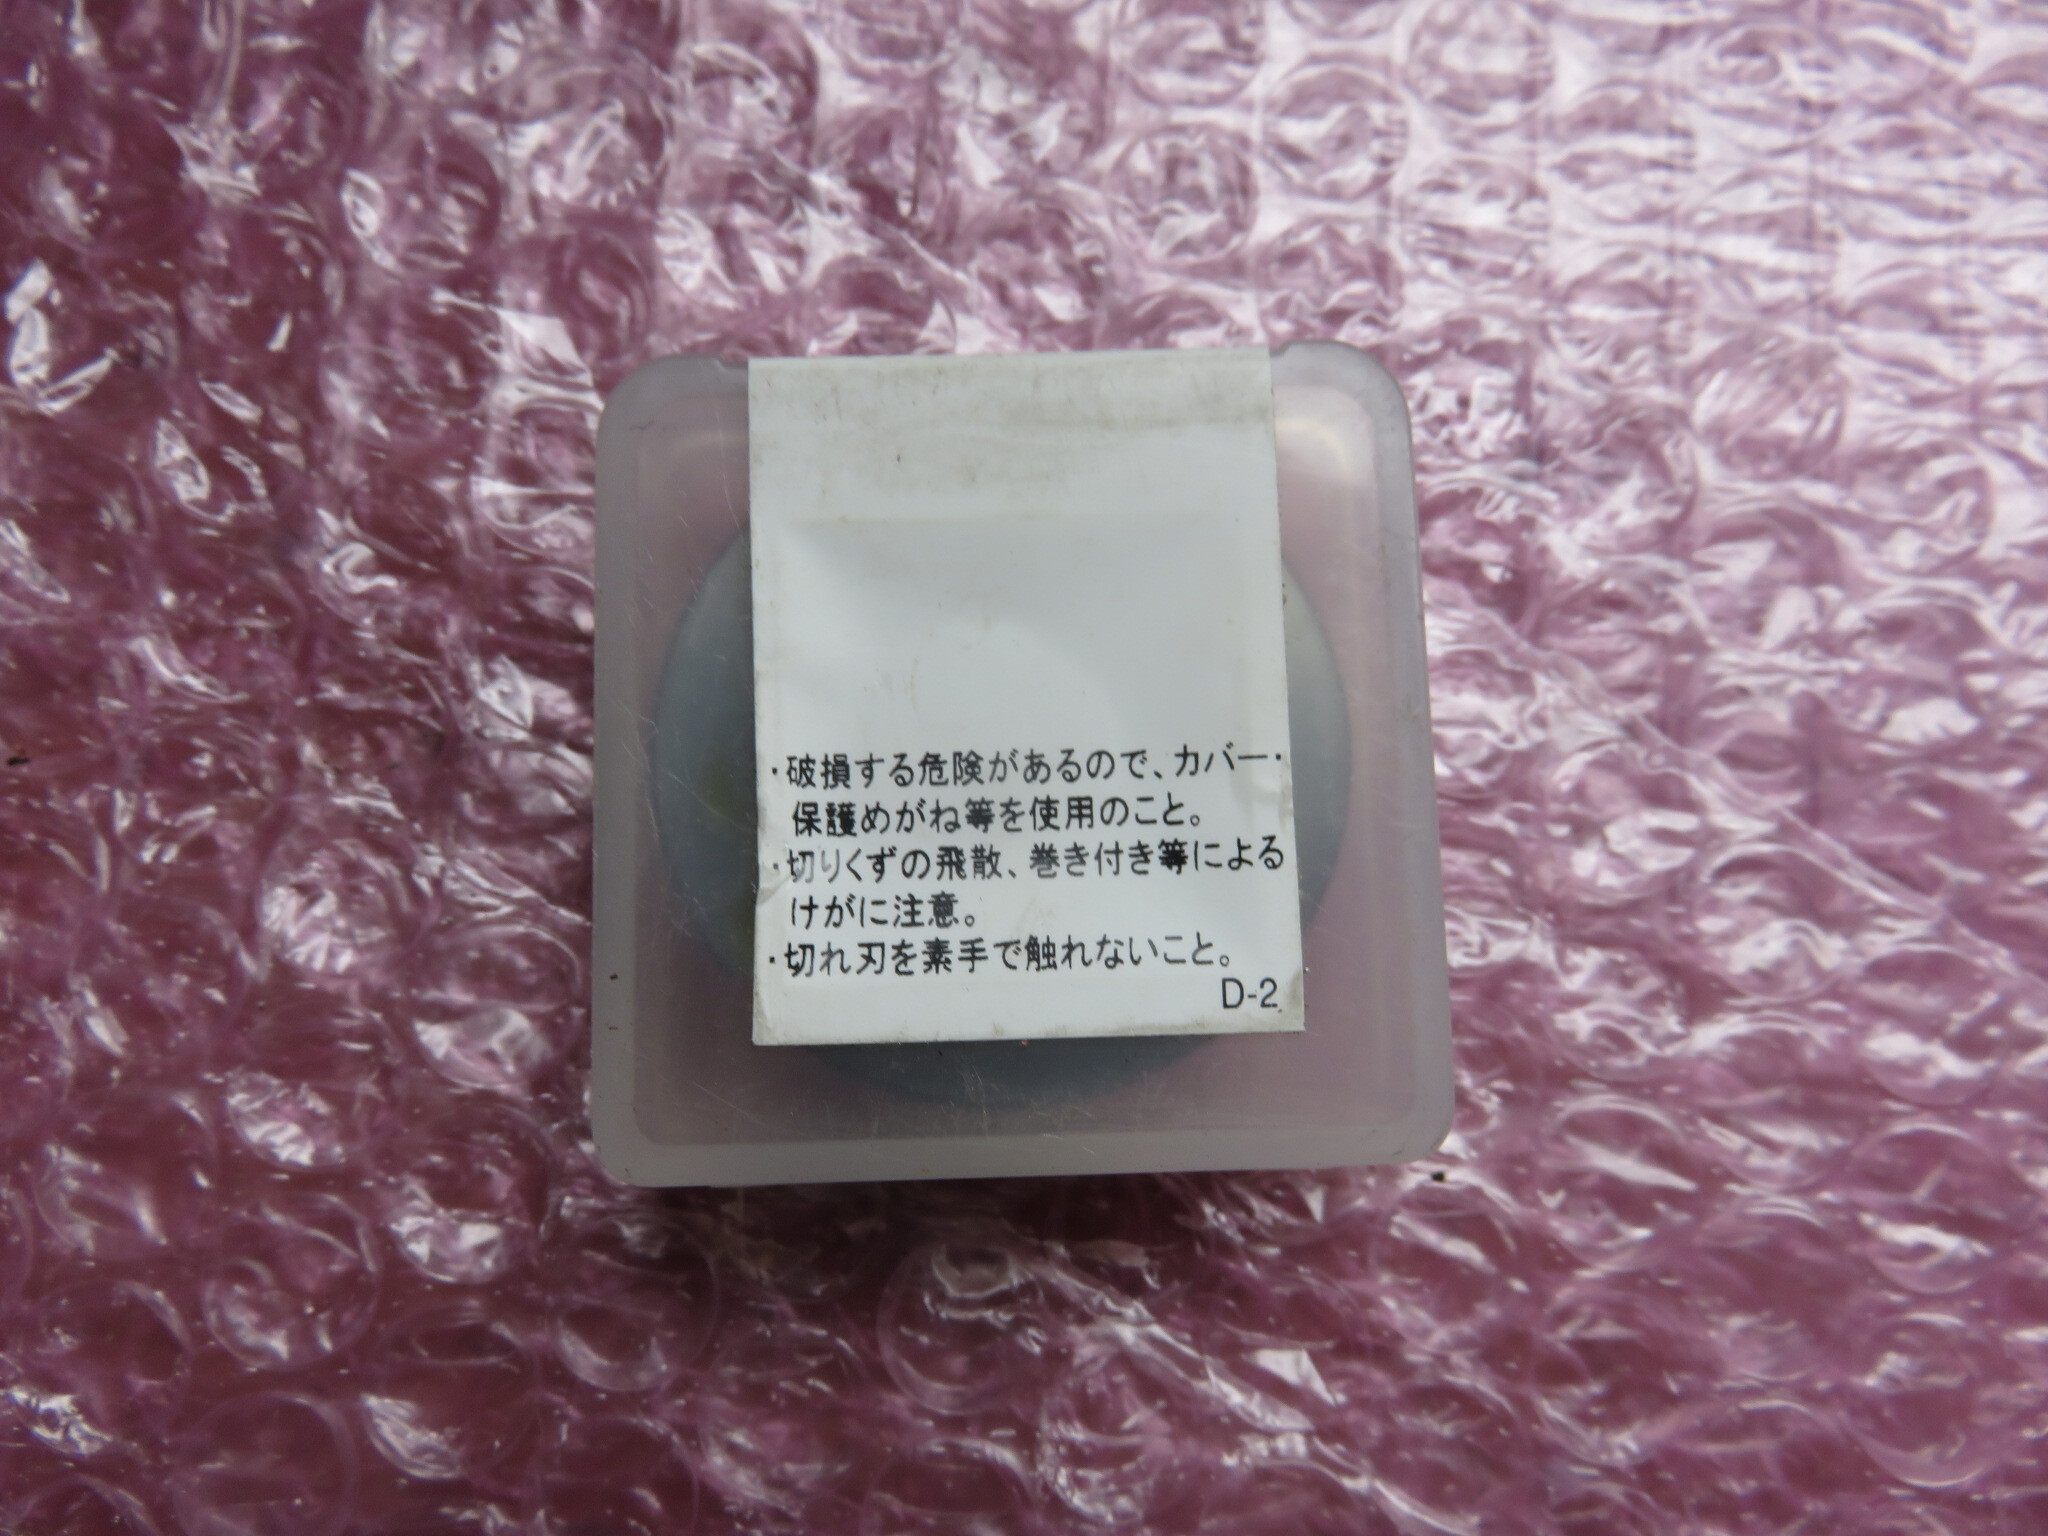 ・破損する危険があるので、カバー・
保護めがね等を使用のこと。
・切りくずの飛散、巻き付き等による
けがに注意。
・切れ刃を素手で触れないこと。
D-2